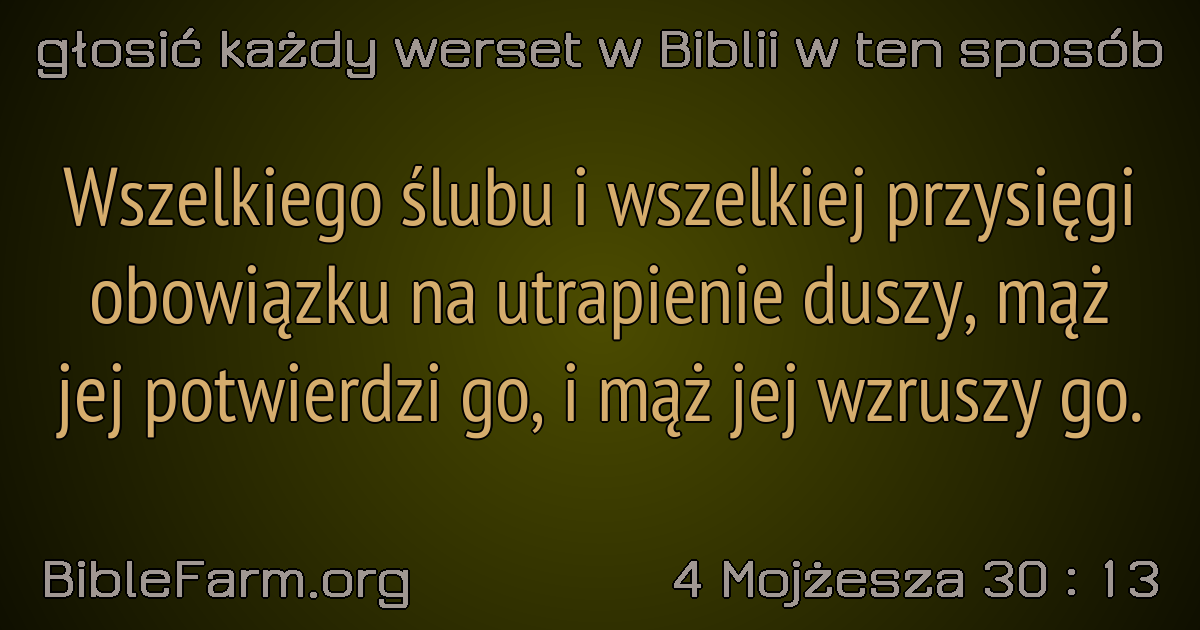 głosić każdy werset w Biblii w ten sposób
Wszelkiego ślubu i wszelkiej przysięgi
obowiązku na utrapienie duszy, mąż
jej potwierdzi go, i mąż jej wzruszy go.
BibleFarm.org
4 Mojżesza 30 : 13